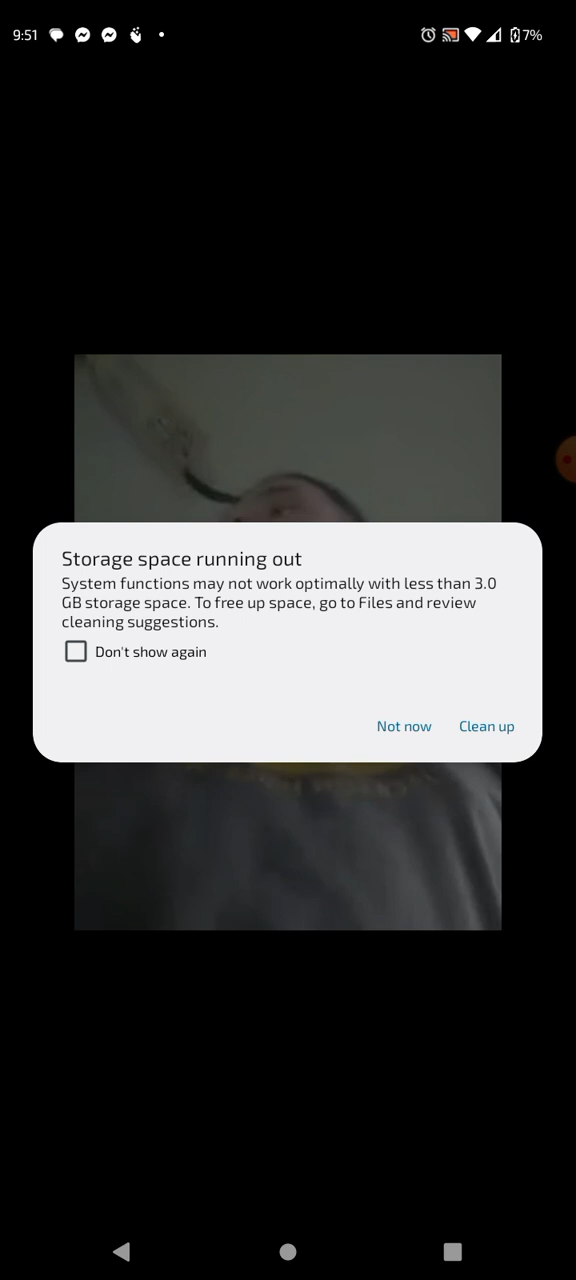 9:51
7%
Storage space running out
System functions may not work optimally with less than 3.0
GB storage space. To free up space, go to Files and review
cleaning suggestions.
Don't show again
Not now
Clean up